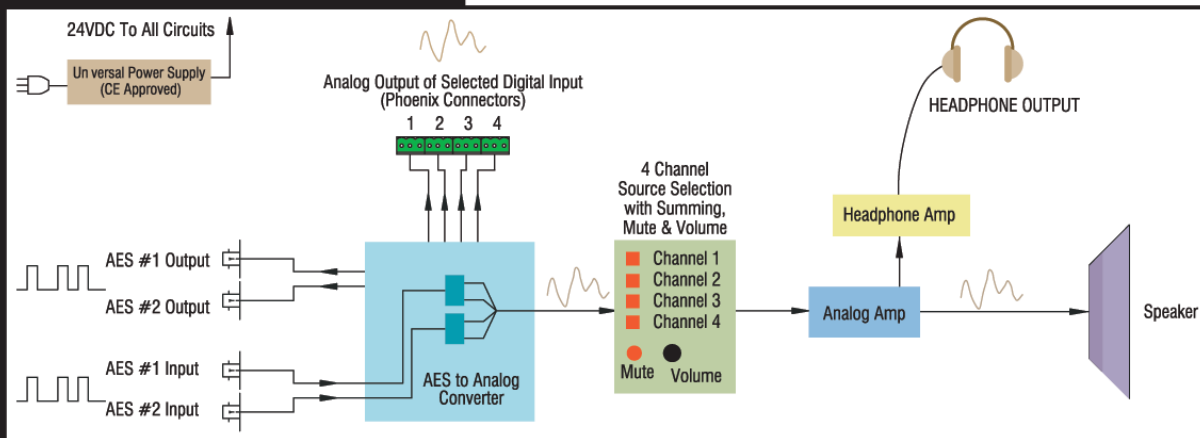 24VDC To All Circuits
Un versal Power Supply
(CE Approved)
Analog Output of Selected Digital Input
(Phoenix Connectors)
1 2 3 4
HEADPHONE OUTPUT
4 Channel
Source Selection
with Summing,
Mute & Volume
Headphone Amp
AES #1 Output
AES #2 Output
Channel 1
Channel 2
Channel 3
Channel 4
Analog Amp
Speaker
AES #1 Input
AES #2 Input
AES to Analog
Converter
Mute
Volume